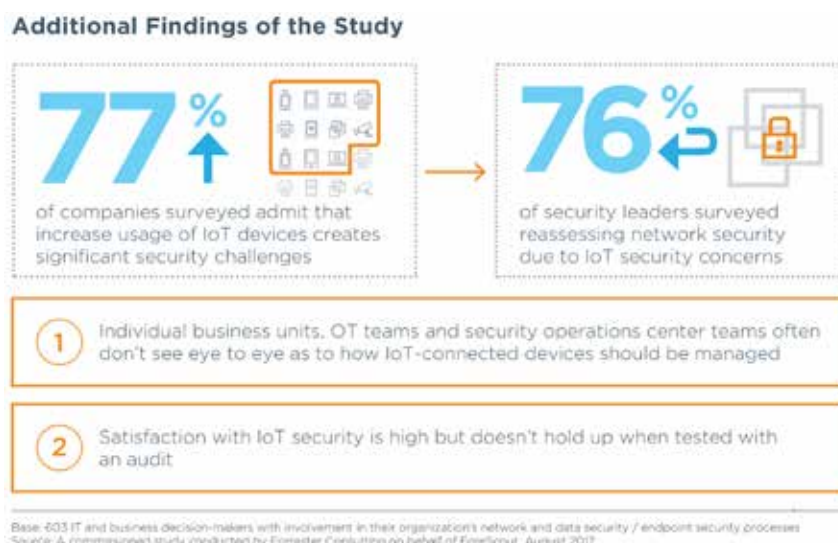 Additional Findings of the Study
77%
of companies surveyed admit that
increase usage of IoT devices creates
significant security challenges
76%
of security leaders surveyed
reassessing network security
due to IoT security concerns
1
Individual business units, OT teams and security operations center teams often
don't see eye to eye as to how IoT-connected devices should be managed
2
Satisfaction with IoT security is high but doesn't hold up when tested with
an audit
Base: 603 IT and business decision-makers with involvement in their organization's network and data security / endpoint security processes
Source: A commissioned study conducted by Forrester Consulting on behalf of ForeScout, August 2017